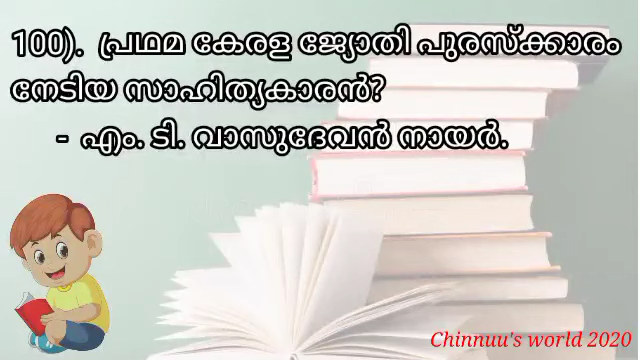 100). പ്രഥമ കേരള ജ്യോതി പുരസ്ക്കാരം
നേടിയ സാഹിത്യകാരൻ?
- എം. ടി. വാസുദേവൻ നായർ.
Chinnuu's world 2020